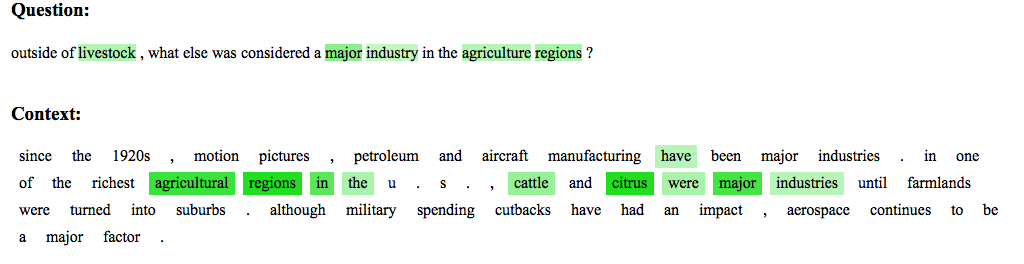 Question:
outside of livestock , what else was considered a major industry in the agriculture regions ?
Context:
since the 1920s , motion pictures , petroleum and aircraft manufacturing have been major industries . in one
of the richest agricultural regions in the u . s . , cattle and citrus were major industries until farmlands
were turned into suburbs . although military spending cutbacks have had an impact , aerospace continues to be
a major factor .